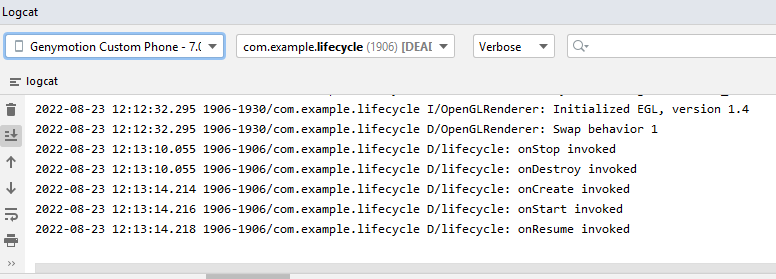 Logcat
Genymotion Custom Phone - 7.0
com.example.lifecycle (1906) [DEAD
Verbose
logcat
2022-08-23 12:12:32.295 1906-1930/com.example.lifecycle I/OpenGLRenderer: Initialized EGL, version 1.4
2022-08-23 12:12:32.295 1906-1930/com.example.lifecycle D/OpenGLRenderer: Swap behavior 1
2022-08-23 12:13:10.055 1906-1906/com.example.lifecycle D/lifecycle: onStop invoked
2022-08-23 12:13:10.055 1906-1906/com.example.lifecycle D/lifecycle: onDestroy invoked
2022-08-23 12:13:14.214 1906-1906/com.example.lifecycle D/lifecycle: onCreate invoked
2022-08-23 12:13:14.216 1906-1906/com.example.lifecycle D/lifecycle: onStart invoked
2022-08-23 12:13:14.218 1906-1906/com.example.lifecycle D/lifecycle: onResume invoked